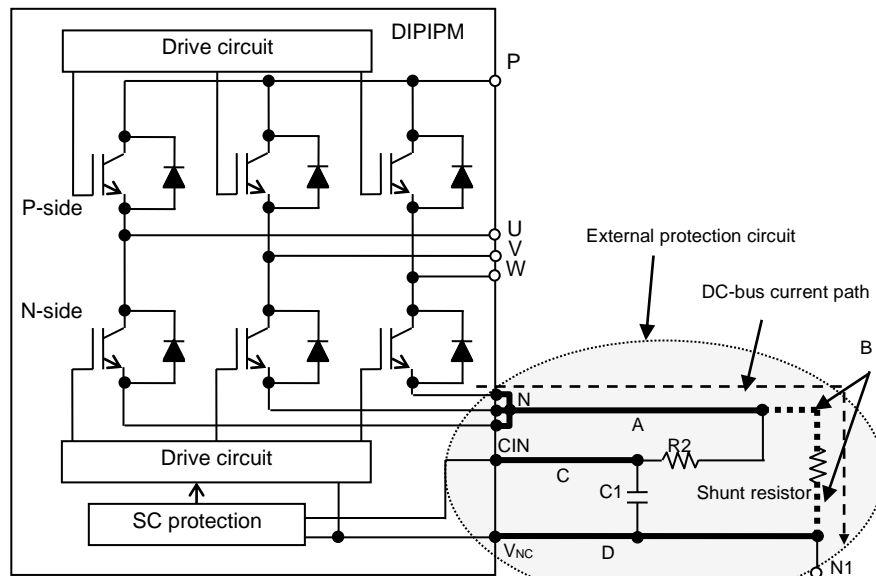 DIPIPM
Drive circuit
P
P-side
U
V
W
External protection circuit
DC-bus current path
N-side
B
N
A
CIN
R2
Drive circuit
C
C1
Shunt resistor
SC protection
VNC
D
N1